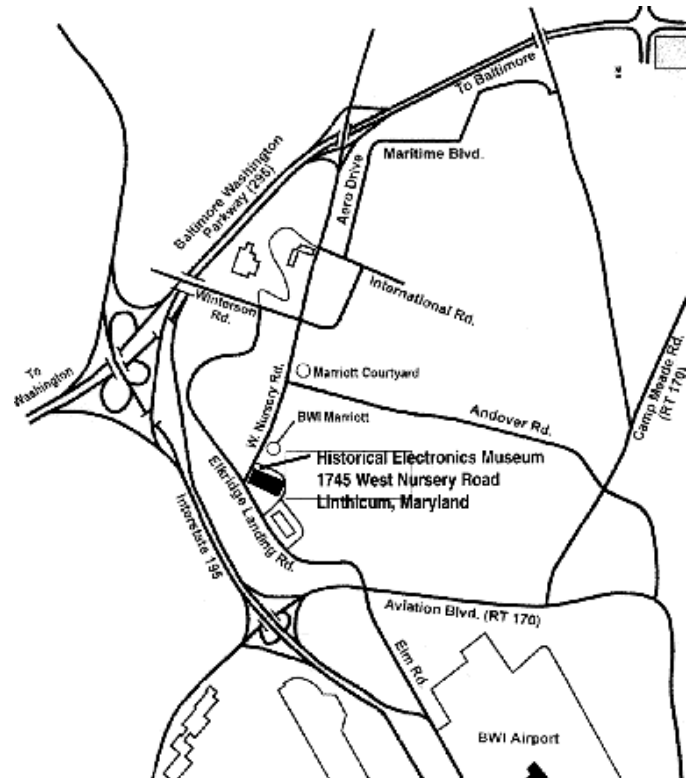 To Baltimore
Maritime Blvd.
Baltimore Washington
Parkway (295)
Aero Drive
International Rd.
Winterson
Rd.
To
Washington
Marriott Courtyard
W. Nursery Rd.
Andover Rd.
Camp Meade Rd.
(RT 170)
BWI Marriott
Historical Electronics Museum
1745 West Nursery Road
Linthicum, Maryland
Elkridge Landing Rd.
Interstate 195
Aviation Blvd. (RT 170)
Elm Rd.
BWI Airport